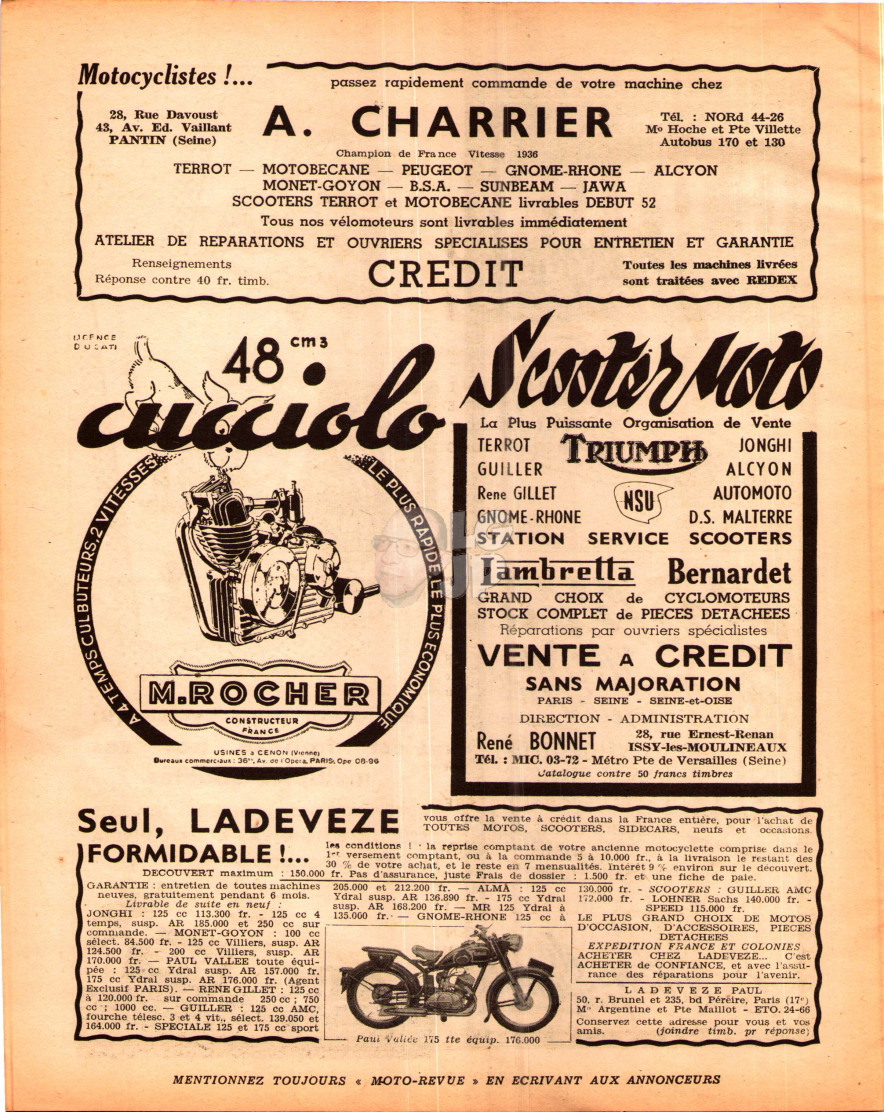 Motocyclistes !...
passez rapidement commande de votre machine chez
28, Rue Davoust
43, Av. Ed. Vaillant
PANTIN (Seine)
A. CHARRIER
Tél. : NORd 44-26
Mo Hoche et Pte Villette
Autobus 170 et 130
Champion de France Vitesse 1936
TERROT — MOTOBECANE — PEUGEOT — GNOME-RHONE — ALCYON
MONET-GOYON — B.S.A. — SUNBEAM — JAWA
SCOOTERS TERROT et MOTOBECANE livrables DEBUT 52
Tous nos vélomoteurs sont livrables immédiatement
ATELIER DE REPARATIONS ET OUVRIERS SPECIALISES POUR ENTRETIEN ET GARANTIE
Renseignements
Réponse contre 40 fr. timb.
CREDIT
Toutes les machines livrées
sont traitées avec REDEX
LICENCE
DUCATI
48 cm3
cucciolo
A 4 TEMPS CULBUTEURS·2 VITESSES
LE PLUS RAPIDE·LE PLUS ECONOMIQUE
M.ROCHER
CONSTRUCTEUR
FRANCE
USINES à CENON (Vienne)
Bureaux commerciaux : 36bis, Av. de l'Opéra, PARIS, Ope 08-96
Scooter Moto
La Plus Puissante Organisation de Vente
TERROT TRIUMPH JONGHI
GUILLER ALCYON
Rene GILLET NSU AUTOMOTO
GNOME-RHONE D.S. MALTERRE
STATION SERVICE SCOOTERS
Lambretta Bernardet
GRAND CHOIX de CYCLOMOTEURS
STOCK COMPLET de PIECES DETACHEES
Réparations par ouvriers spécialistes
VENTE A CREDIT
SANS MAJORATION
PARIS - SEINE - SEINE-et-OISE
DIRECTION - ADMINISTRATION
René BONNET
28, rue Ernest-Renan
ISSY-les-MOULINEAUX
Tél. : MIC. 03-72 - Métro Pte de Versailles (Seine)
Catalogue contre 50 francs timbres
Seul, LADEVEZE
vous offre la vente à crédit dans la France entière, pour l'achat de
TOUTES MOTOS, SCOOTERS, SIDECARS, neufs et occasions.
FORMIDABLE !...
les conditions ! · la reprise comptant de votre ancienne motocyclette comprise dans le
1er versement comptant, ou à la commande 5 à 10.000 fr., à la livraison le restant des
30 % de votre achat, et le reste en 7 mensualités. Intérêt 9 % environ sur le découvert.
DECOUVERT maximum : 150.000 fr. Pas d'assurance, juste Frais de dossier : 1.500 fr. et une fiche de paie.
GARANTIE : entretien de toutes machines
neuves, gratuitement pendant 6 mois.
Livrable de suite en neuf :
JONGHI : 125 cc 113.300 fr. - 125 cc 4
temps, susp. AR 185.000 et 250 cc sur
commande. — MONET-GOYON : 100 cc
sélect. 84.500 fr. - 125 cc Villiers, susp. AR
124.500 fr. - 200 cc Villiers, susp. AR
170.000 fr. — PAUL VALLEE toute équi-
pée : 125 cc Ydral susp. AR 157.000 fr.
175 cc Ydral susp. AR 176.000 fr. (Agent
Exclusif PARIS). — RENE GILLET : 125 cc
à 120.000 fr. sur commande 250 cc ; 750
cc ; 1000 cc. — GUILLER : 125 cc AMC,
fourche télesc. 3 et 4 vit., sélect. 139.050 et
164.000 fr. - SPECIALE 125 et 175 cc sport
205.000 et 212.200 fr. — ALMA : 125 cc
Ydral susp. AR 136.890 fr. - 175 cc Ydral
susp. AR 168.200 fr. — MR 125 Ydral à
135.000 fr. — GNOME-RHONE 125 cc à
Paul Vallée 175 tte équip. 176.000
130.000 fr. - SCOOTERS : GUILLER AMC
172.000 fr. - LOHNER Sachs 140.000 fr. -
SPEED 115.000 fr.
LE PLUS GRAND CHOIX DE MOTOS
D'OCCASION, D'ACCESSOIRES, PIECES
DETACHEES
EXPEDITION FRANCE ET COLONIES
ACHETER CHEZ LADEVEZE... C'est
ACHETER de CONFIANCE, et avec l'assu-
rance des réparations pour l'avenir.
LADEVEZE PAUL
50, r. Brunel et 235, bd Péreire, Paris (17e)
Mo Argentine et Pte Maillot - ETO. 24-66
Conservez cette adresse pour vous et vos
amis. (joindre timb. pr réponse)
MENTIONNEZ TOUJOURS « MOTO-REVUE » EN ECRIVANT AUX ANNONCEURS